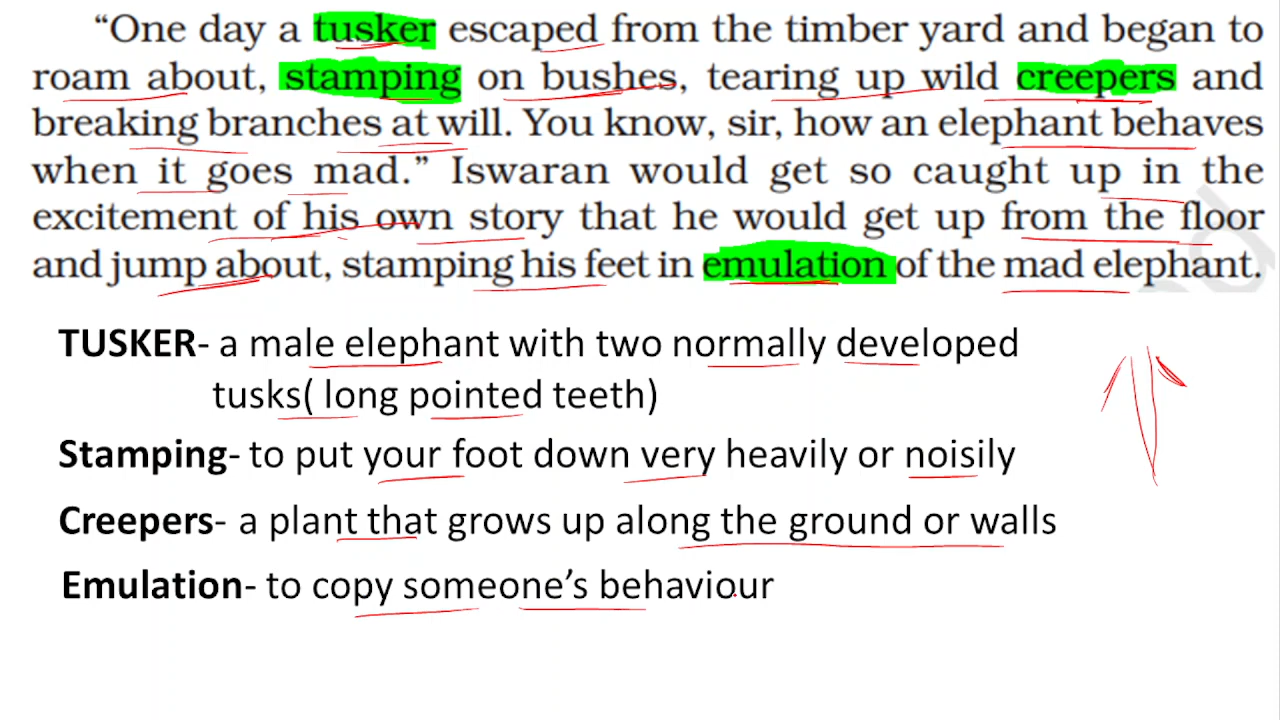 “One day a tusker escaped from the timber yard and began to
roam about, stamping on bushes, tearing up wild creepers and
breaking branches at will. You know, sir, how an elephant behaves
when it goes mad.” Iswaran would get so caught up in the
excitement of his own story that he would get up from the floor
and jump about, stamping his feet in emulation of the mad elephant.
TUSKER- a male elephant with two normally developed
tusks( long pointed teeth)
Stamping- to put your foot down very heavily or noisily
Creepers- a plant that grows up along the ground or walls
Emulation- to copy someone’s behaviour